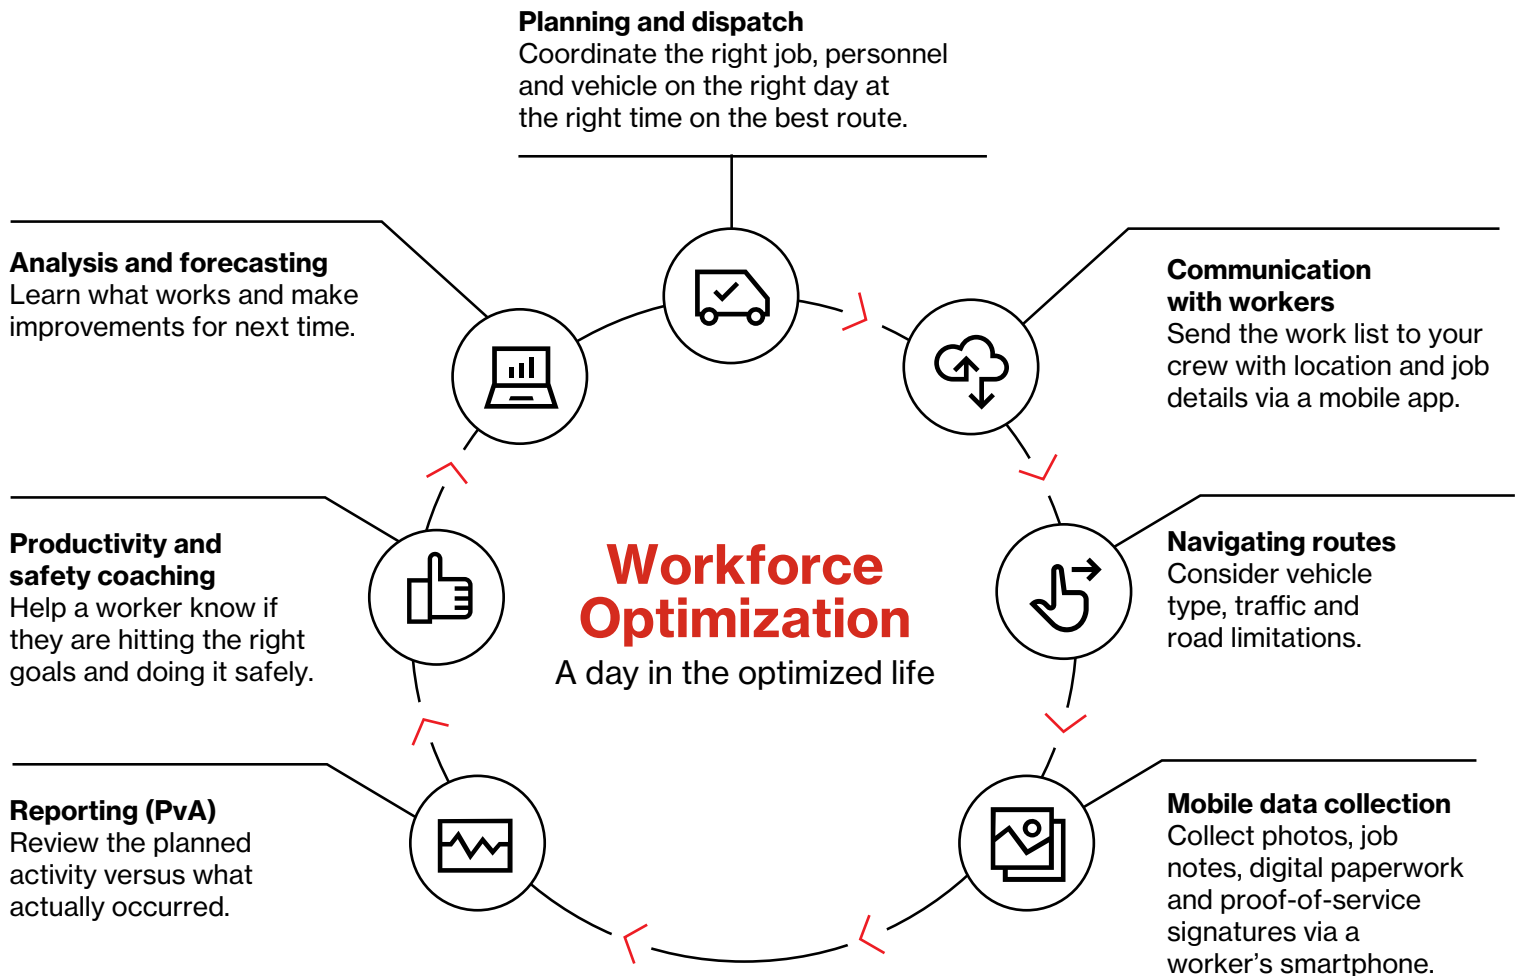 Planning and dispatch
Coordinate the right job, personnel
and vehicle on the right day at
the right time on the best route.
Analysis and forecasting
Learn what works and make
improvements for next time.
Communication
with workers
Send the work list to your
crew with location and job
details via a mobile app.
Productivity and
safety coaching
Help a worker know if
they are hitting the right
goals and doing it safely.
Workforce
Optimization
A day in the optimized life
Navigating routes
Consider vehicle
type, traffic and
road limitations.
Reporting (PvA)
Review the planned
activity versus what
actually occurred.
Mobile data collection
Collect photos, job
notes, digital paperwork
and proof-of-service
signatures via a
worker's smartphone.